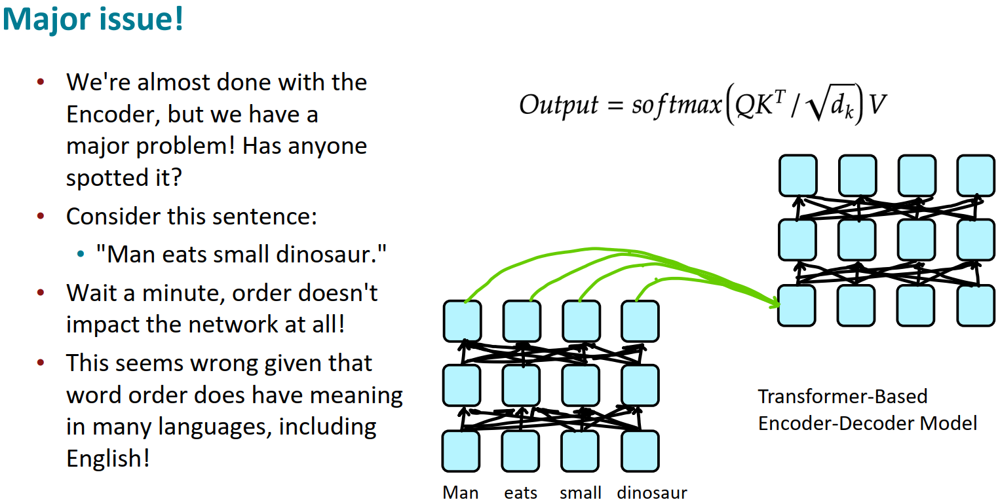 Major issue!
• We're almost done with the
Encoder, but we have a
major problem! Has anyone
spotted it?
• Consider this sentence:
• "Man eats small dinosaur."
• Wait a minute, order doesn't
impact the network at all!
• This seems wrong given that
word order does have meaning
in many languages, including
English!
Output = softmax(QK^T / √d_k) V
Man eats small dinosaur
Transformer-Based
Encoder-Decoder Model